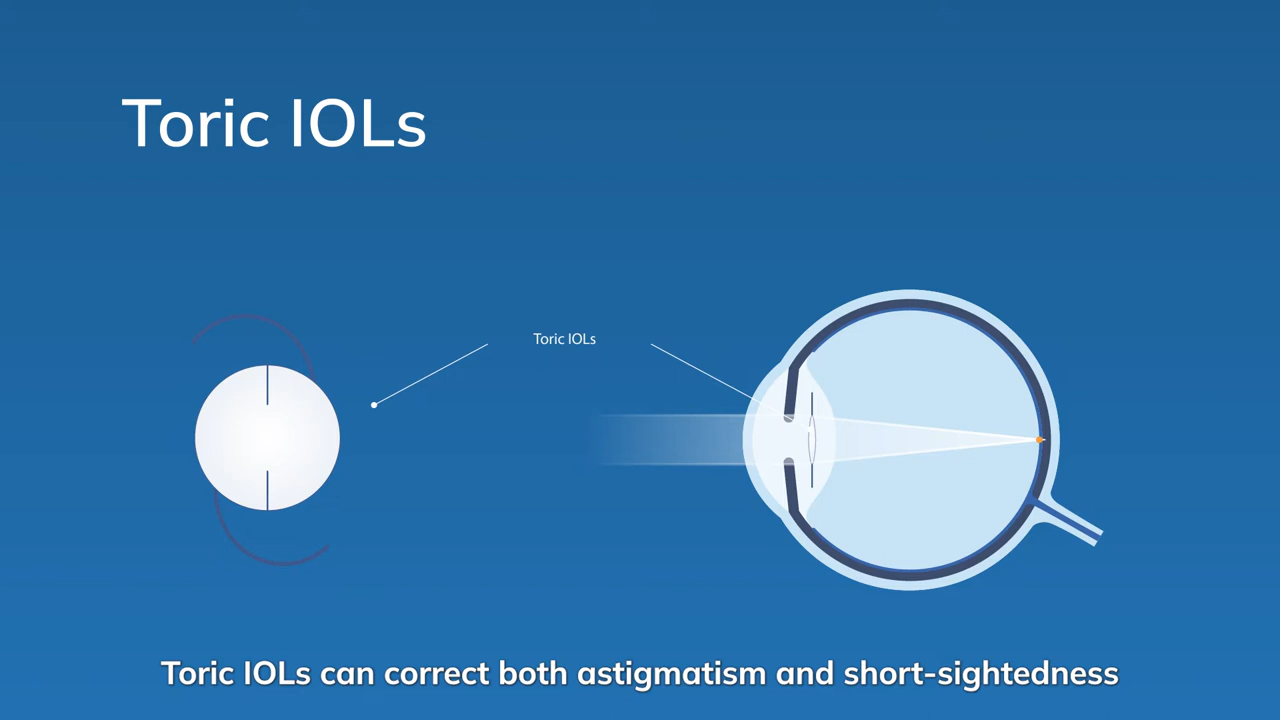 Toric IOLs
Toric IOLs
Toric IOLs can correct both astigmatism and short-sightedness